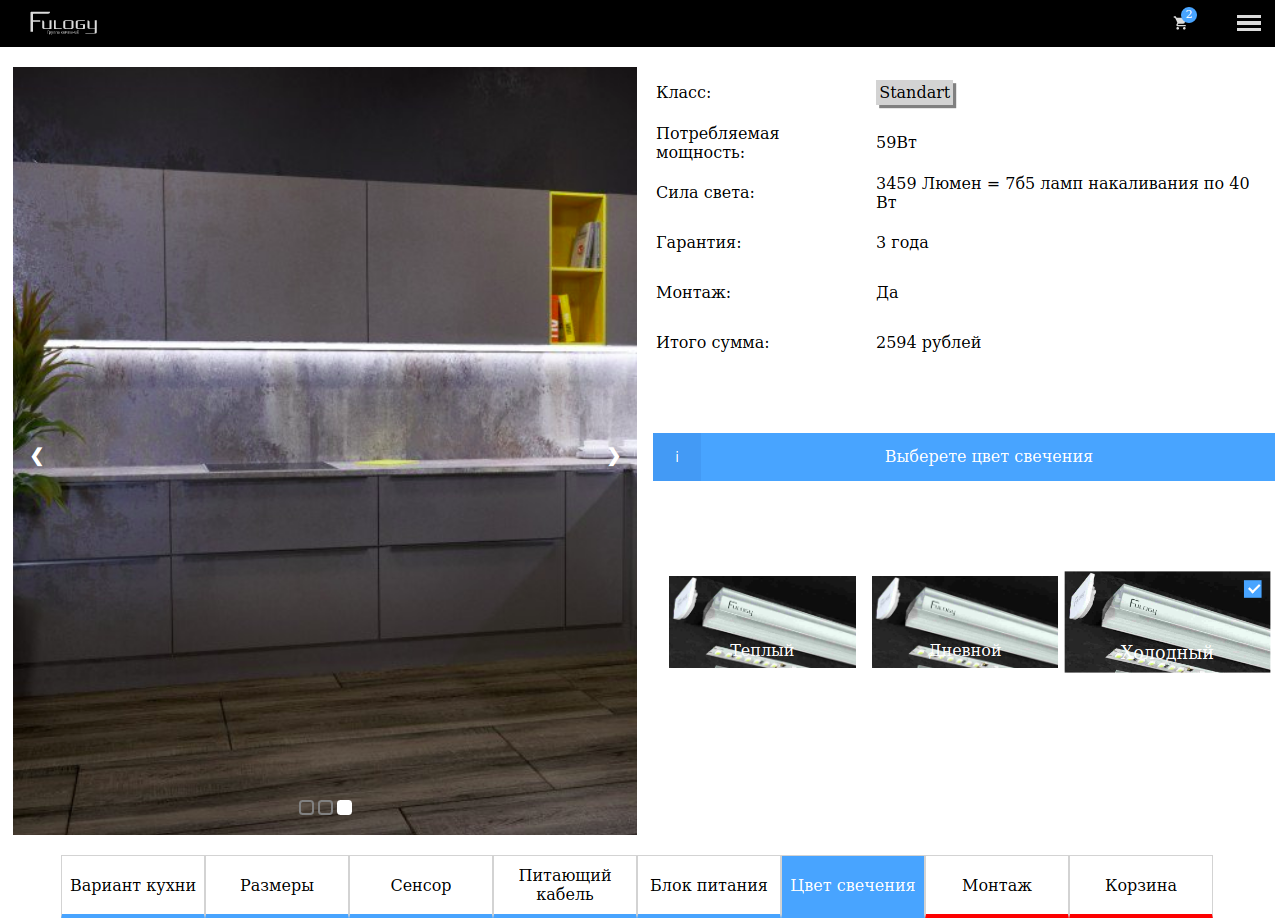 Fulogy
2
Класс:
Standart
Потребляемая
мощность:
59Вт
Сила света:
3459 Люмен = 7б5 ламп накаливания по 40
Вт
Гарантия:
3 года
Монтаж:
Да
Итого сумма:
2594 рублей
i
Выберете цвет свечения
Fulogy
Теплый
Fulogy
Дневной
Fulogy
Холодный
Вариант кухни
Размеры
Сенсор
Питающий
кабель
Блок питания
Цвет свечения
Монтаж
Корзина